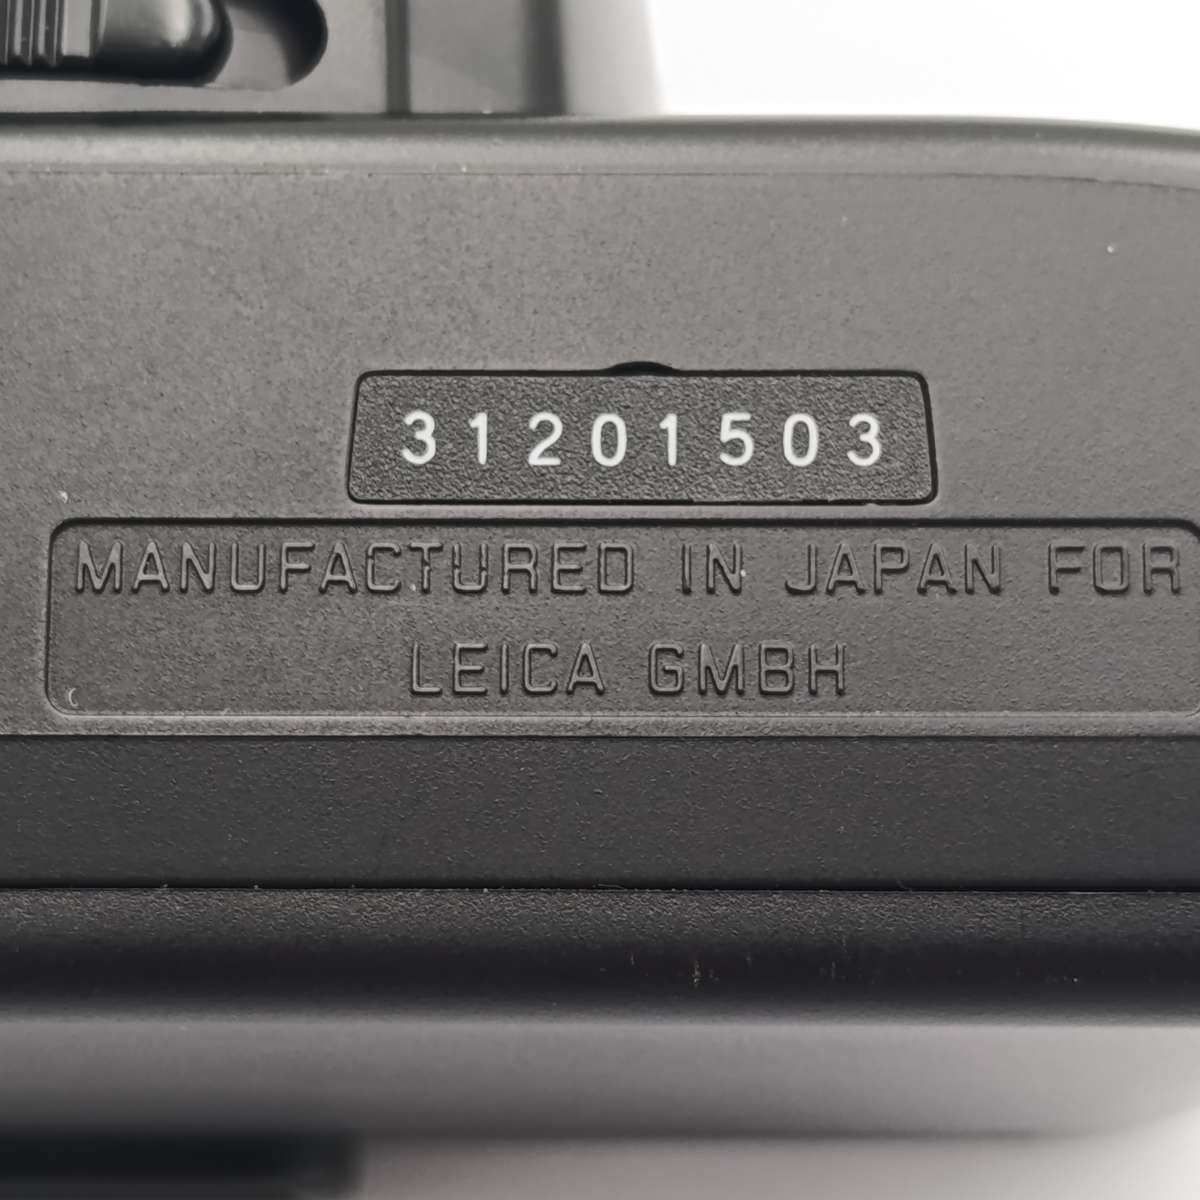 31201503
MANUFACTURED IN JAPAN FOR
LEICA GMBH